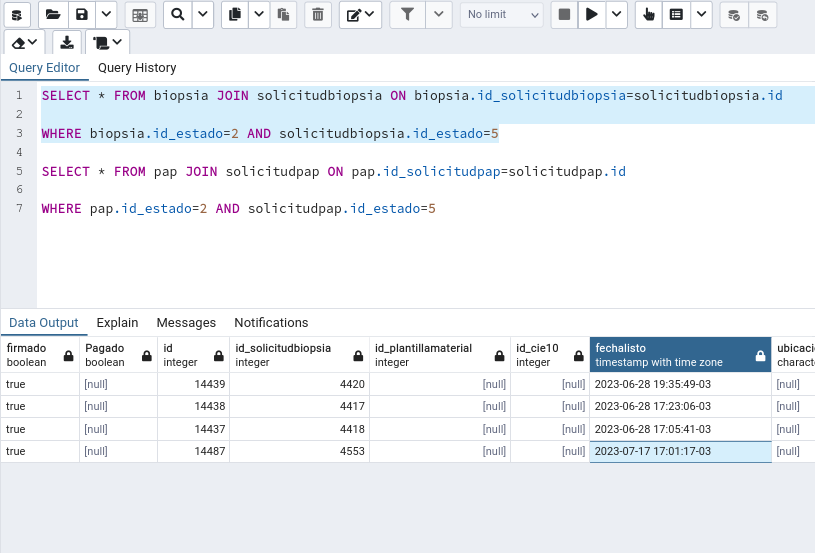 No limit
Query Editor Query History
1 SELECT * FROM biopsia JOIN solicitudbiopsia ON biopsia.id_solicitudbiopsia=solicitudbiopsia.id
2
3 WHERE biopsia.id_estado=2 AND solicitudbiopsia.id_estado=5
4
5 SELECT * FROM pap JOIN solicitudpap ON pap.id_solicitudpap=solicitudpap.id
6
7 WHERE pap.id_estado=2 AND solicitudpap.id_estado=5
Data Output Explain Messages Notifications
firmado Pagado id id_solicitudbiopsia id_plantillamaterial id_cie10 fechalisto ubicaci
boolean boolean integer integer integer integer timestamp with time zone characte
true [null] 14439 4420 [null] [null] 2023-06-28 19:35:49-03 [null]
true [null] 14438 4417 [null] [null] 2023-06-28 17:23:06-03 [null]
true [null] 14437 4418 [null] [null] 2023-06-28 17:05:41-03 [null]
true [null] 14487 4553 [null] [null] 2023-07-17 17:01:17-03 [null]